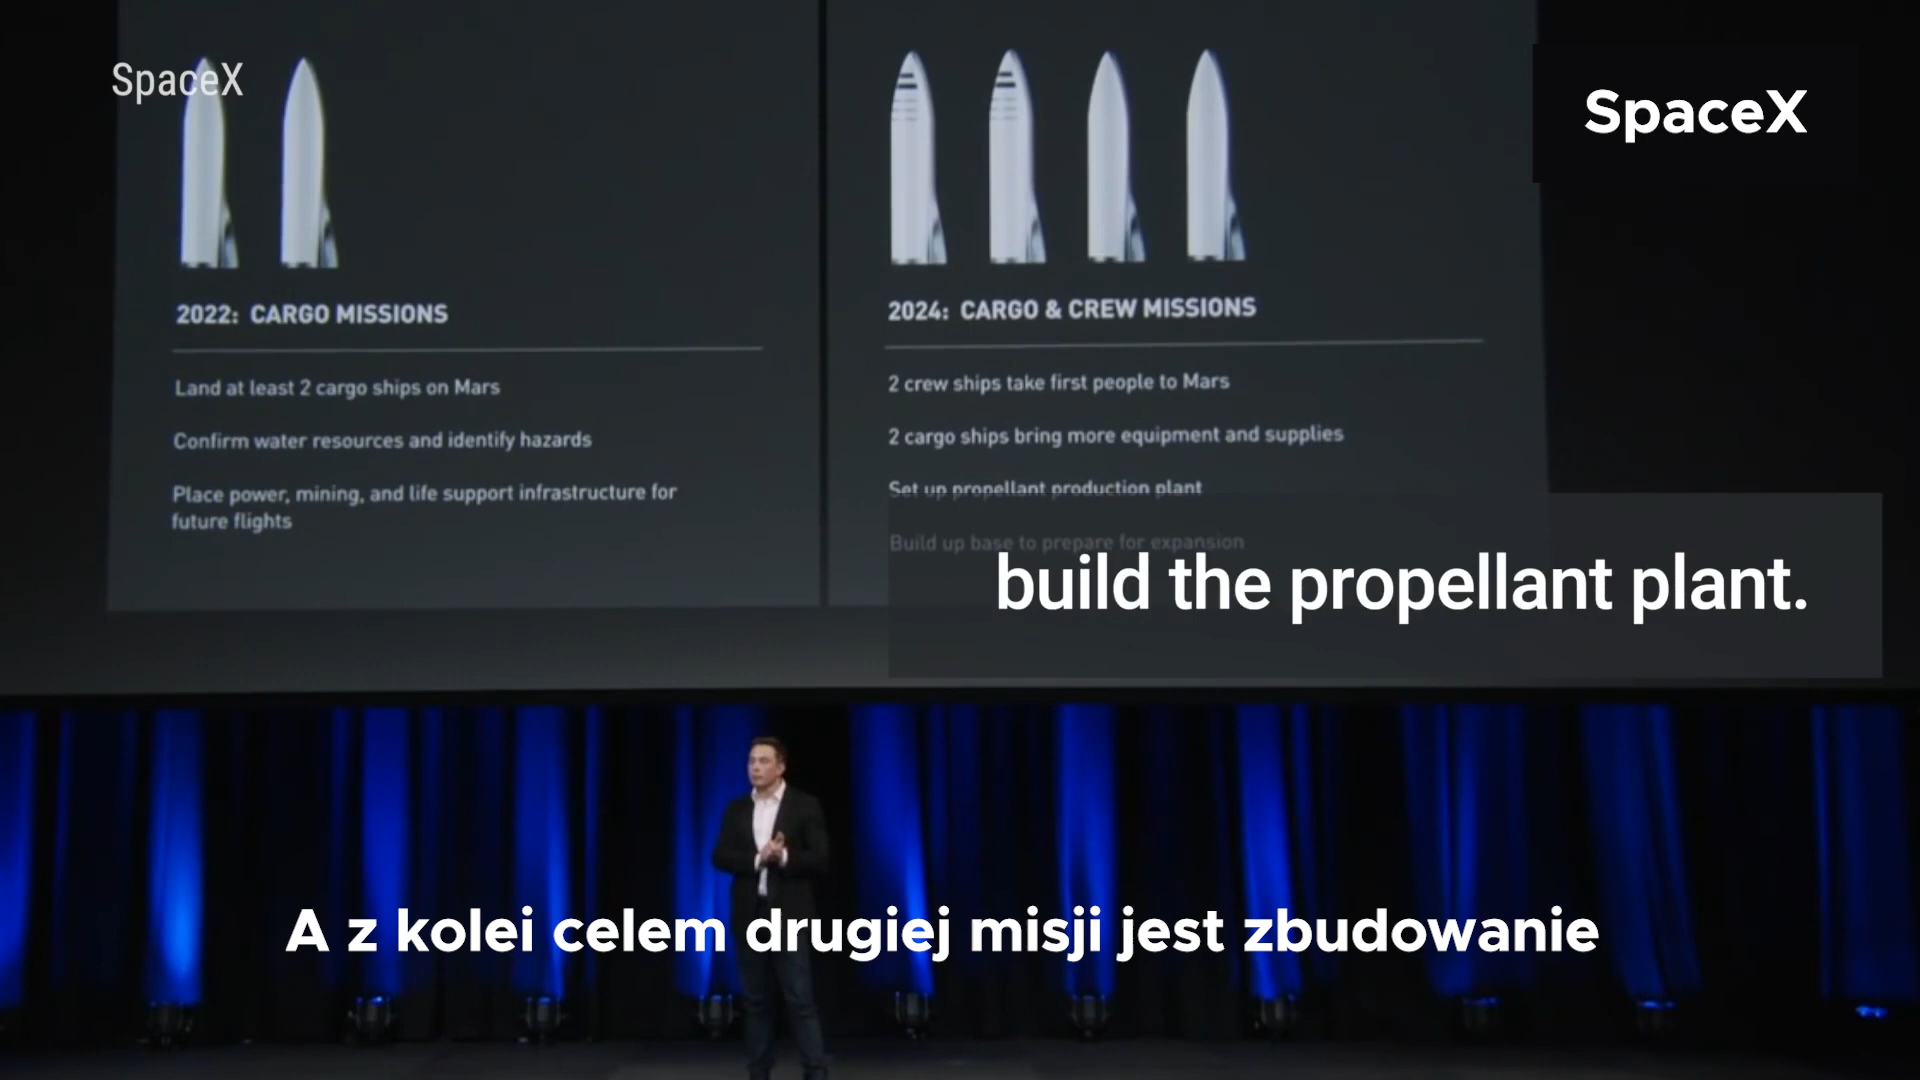 SpaceX
SpaceX
2022: CARGO MISSIONS
Land at least 2 cargo ships on Mars
Confirm water resources and identify hazards
Place power, mining, and life support infrastructure for
future flights
2024: CARGO & CREW MISSIONS
2 crew ships take first people to Mars
2 cargo ships bring more equipment and supplies
Set up propellant production plant
Build up base to prepare for expansion
build the propellant plant.
A z kolei celem drugiej misji jest zbudowanie